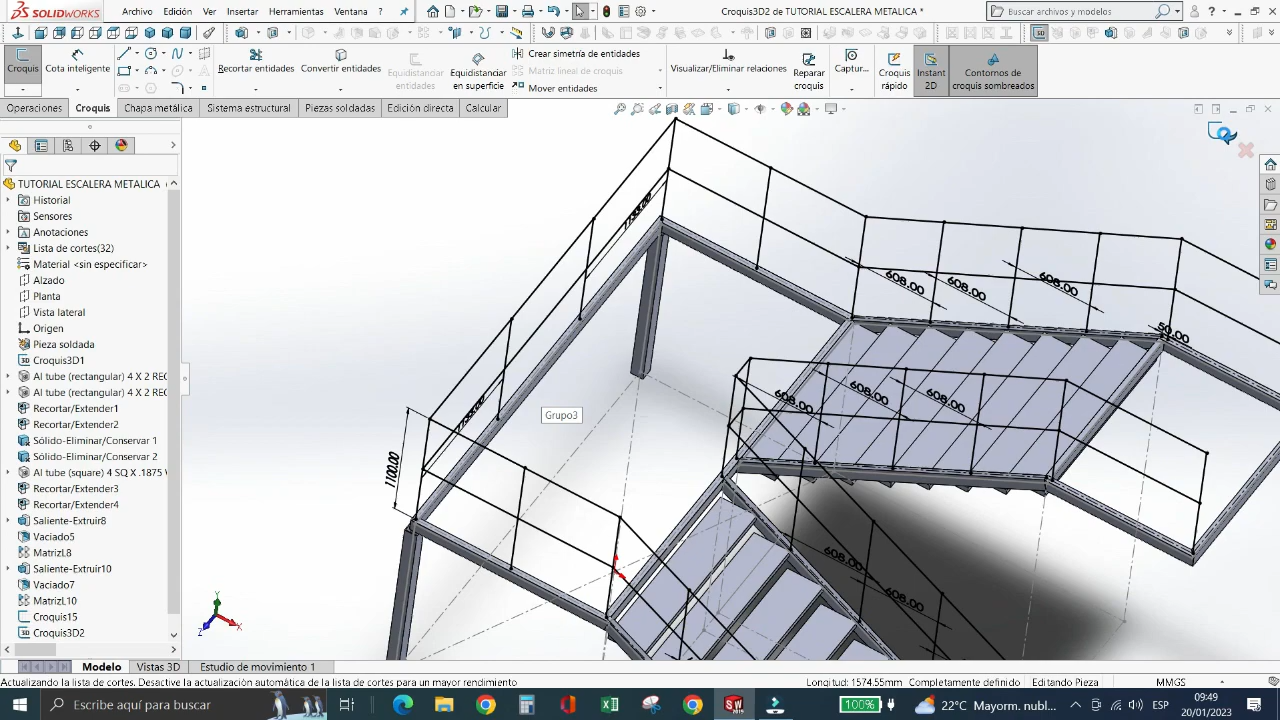 SOLIDWORKS
Archivo Edición Ver Insertar Herramientas Ventana ?
Croquis3D2 de TUTORIAL ESCALERA METALICA *
Buscar archivos y modelos
Croquis
Cota inteligente
Recortar entidades
Convertir entidades
Equidistanciar entidades
Equidistanciar en superficie
Crear simetría de entidades
Matriz lineal de croquis
Mover entidades
Visualizar/Eliminar relaciones
Reparar croquis
Captur...
Croquis rápido
Instant 2D
Contornos de croquis sombreados
Operaciones Croquis Chapa metálica Sistema estructural Piezas soldadas Edición directa Calcular
TUTORIAL ESCALERA METALICA
Historial
Sensores
Anotaciones
Lista de cortes(32)
Material <sin especificar>
Alzado
Planta
Vista lateral
Origen
Pieza soldada
Croquis3D1
Al tube (rectangular) 4 X 2 REC
Al tube (rectangular) 4 X 2 REC
Recortar/Extender1
Recortar/Extender2
Sólido-Eliminar/Conservar 1
Sólido-Eliminar/Conservar 2
Al tube (square) 4 SQ X .1875 W
Recortar/Extender3
Recortar/Extender4
Saliente-Extruir8
Vaciado5
MatrizL8
Saliente-Extruir10
Vaciado7
MatrizL10
Croquis15
Croquis3D2
608.00
608.00
608.00
50.00
608.00
608.00
608.00
1100.00
Grupo3
608.00
608.00
Y
Z
X
Modelo Vistas 3D Estudio de movimiento 1
Actualizando la lista de cortes. Desactive la actualización automática de la lista de cortes para un mayor rendimiento
Longitud: 1574.55mm Completamente definido Editando Pieza MMGS
Escribe aquí para buscar
100%
22°C Mayorm. nubl...
ESP
09:49
20/01/2023